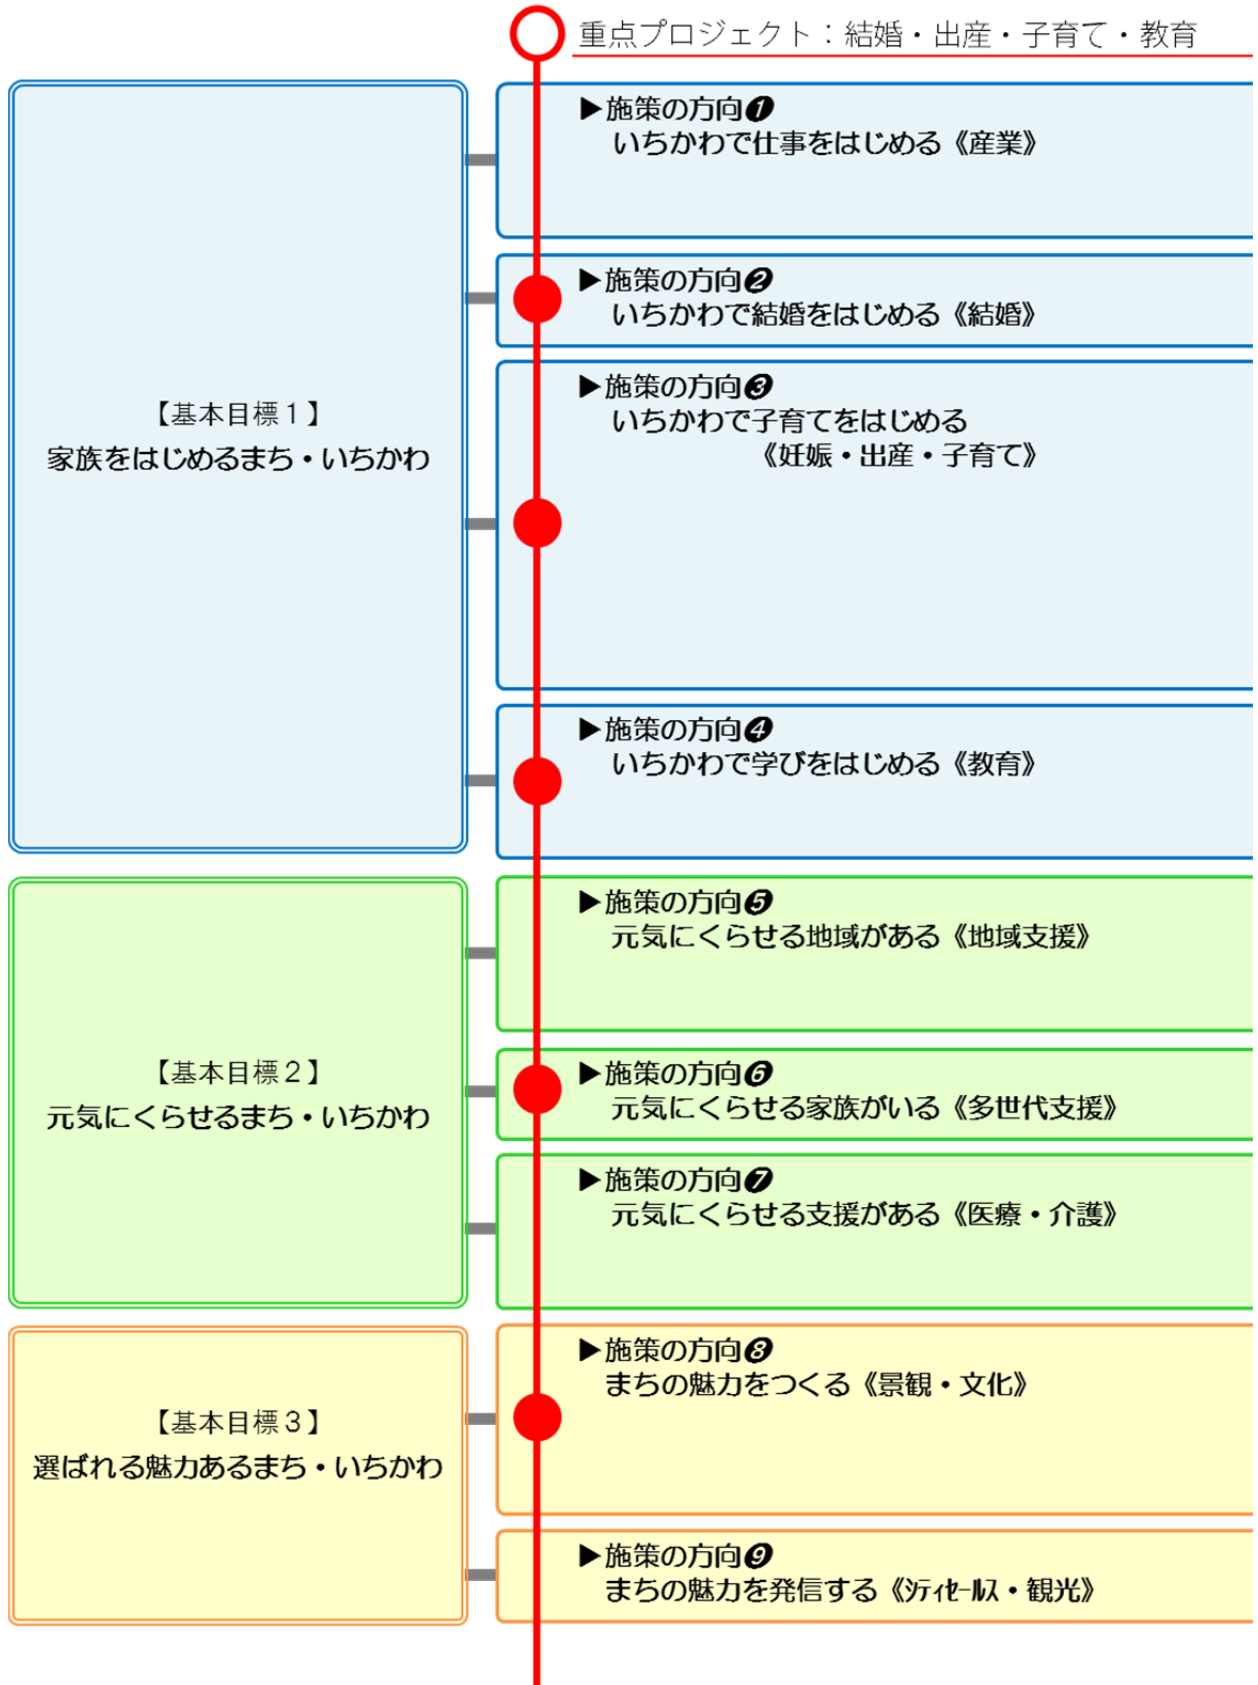 重点プロジェクト：結婚・出産・子育て・教育
【基本目標１】
家族をはじめるまち・いちかわ
▶施策の方向❶
いちかわで仕事をはじめる《産業》
▶施策の方向❷
いちかわで結婚をはじめる《結婚》
▶施策の方向❸
いちかわで子育てをはじめる
《妊娠・出産・子育て》
▶施策の方向❹
いちかわで学びをはじめる《教育》
【基本目標２】
元気にくらせるまち・いちかわ
▶施策の方向❺
元気にくらせる地域がある《地域支援》
▶施策の方向❻
元気にくらせる家族がいる《多世代支援》
▶施策の方向❼
元気にくらせる支援がある《医療・介護》
【基本目標３】
選ばれる魅力あるまち・いちかわ
▶施策の方向❽
まちの魅力をつくる《景観・文化》
▶施策の方向❾
まちの魅力を発信する《ｼﾃｨｾｰﾙｽ・観光》